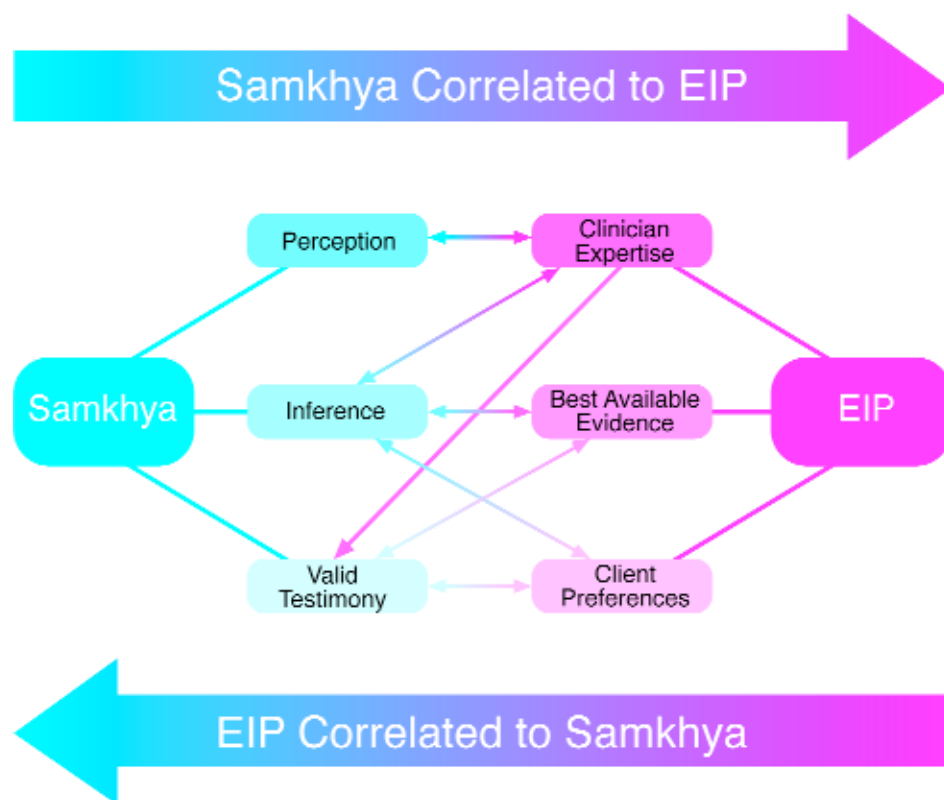 Samkhya Correlated to EIP
Perception
Clinician
Expertise
Samkhya
Inference
Best Available
Evidence
EIP
Valid
Testimony
Client
Preferences
EIP Correlated to Samkhya